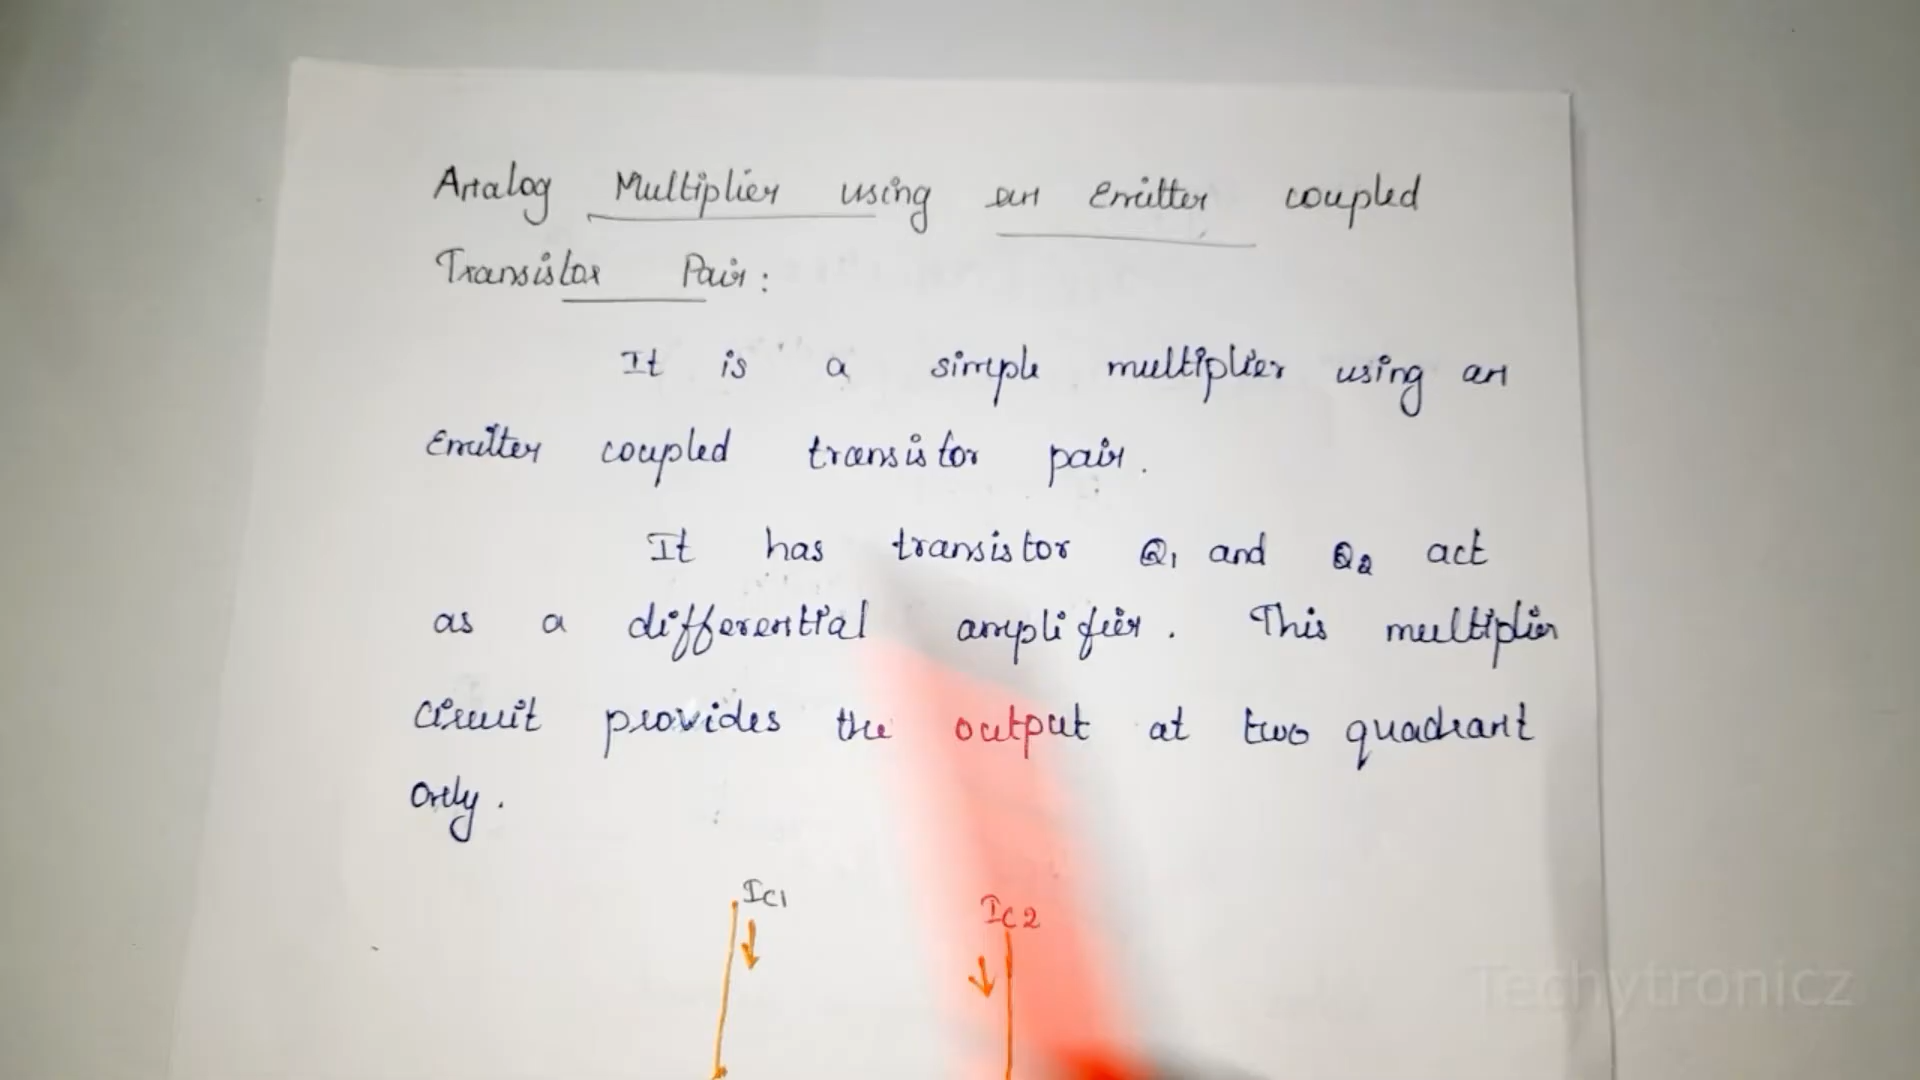 Analog Multiplier using an Emitter coupled
Transistor Pair:
It is a simple multiplier using an
Emitter coupled transistor pair.
It has transistor Q1 and Q2 act
as a differential amplifier. This multiplier
circuit provides the output at two quadrant
only.
IC1
IC2
Techytronicz